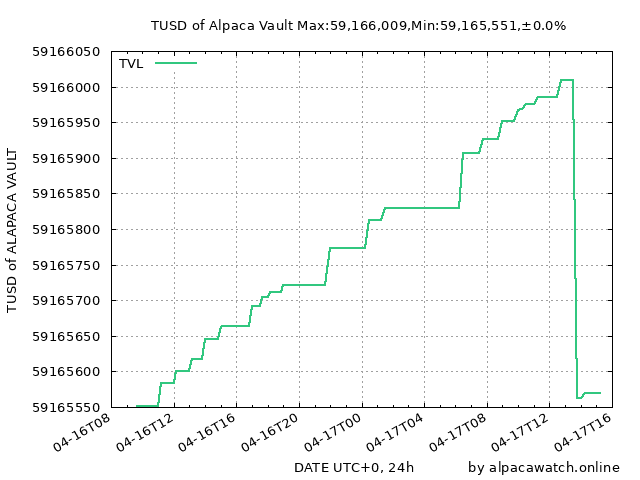 TUSD of Alpaca Vault Max:59,166,009,Min:59,165,551,±0.0%
TVL
59166050
59166000
59165950
59165900
59165850
59165800
59165750
59165700
59165650
59165600
59165550
TUSD of ALAPACA VAULT
04-16T08
04-16T12
04-16T16
04-16T20
04-17T00
04-17T04
04-17T08
04-17T12
04-17T16
DATE UTC+0, 24h
by alpacawatch.online